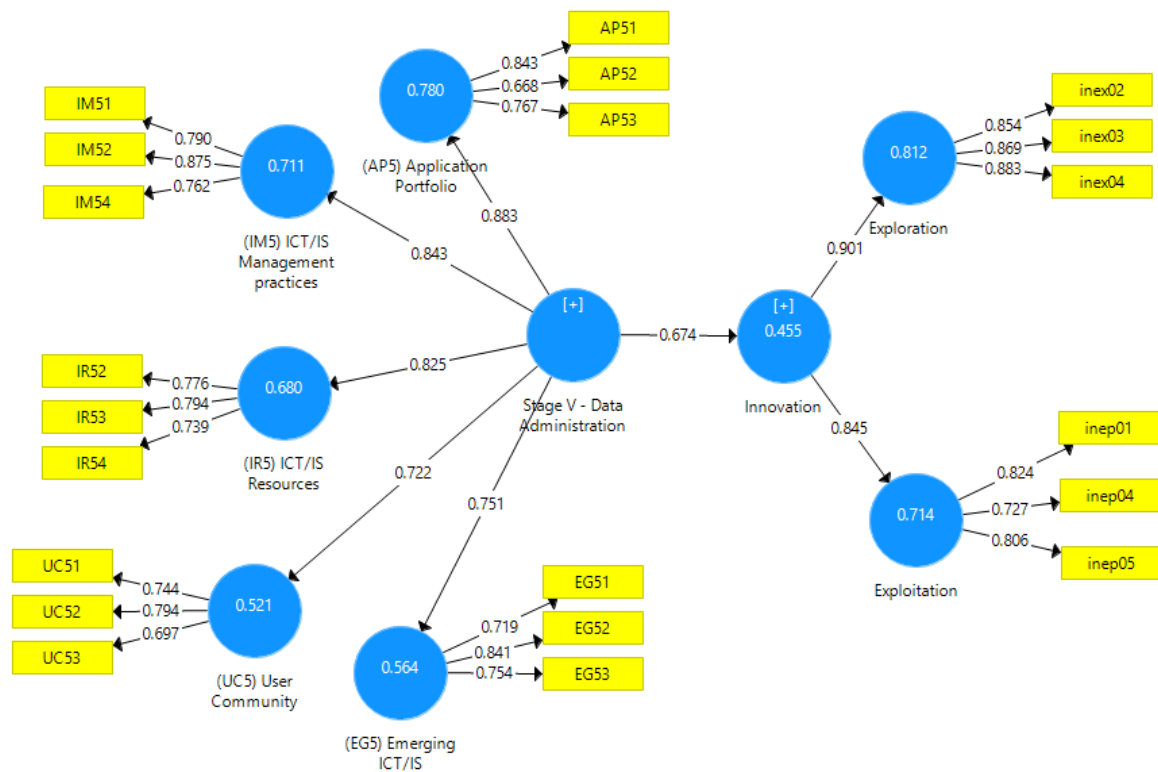 AP51
0.843
0.780
AP52
0.668
0.767
AP53
(AP5) Application
Portfolio
IM51
0.790
IM52
0.875
0.711
0.762
IM54
(IM5) ICT/IS
Management
practices
0.883
0.843
inex02
0.854
0.812
0.869
inex03
0.883
inex04
Exploration
0.901
[+]
Stage V - Data
Administration
0.674
[+]
0.455
Innovation
0.825
IR52
0.776
0.680
IR53
0.794
0.739
IR54
(IR5) ICT/IS
Resources
0.722
0.751
0.845
inep01
0.824
0.714
0.727
inep04
0.806
inep05
Exploitation
UC51
0.744
0.521
UC52
0.794
0.697
UC53
(UC5) User
Community
EG51
0.719
0.564
0.841
EG52
0.754
EG53
(EG5) Emerging
ICT/IS